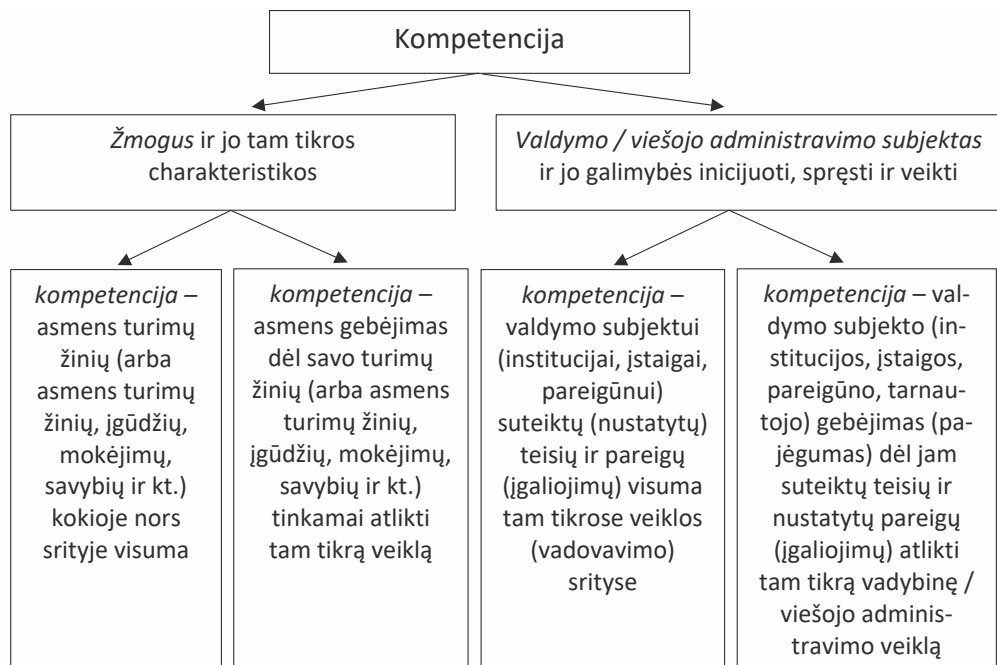 Kompetencija
Žmogus ir jo tam tikros
charakteristikos
Valdymo / viešojo administravimo subjektas
ir jo galimybės inicijuoti, spręsti ir veikti
kompetencija –
asmens turimų
žinių (arba
asmens turimų
žinių, įgūdžių,
mokėjimų,
savybių ir kt.)
kokioje nors
srityje visuma
kompetencija –
asmens gebėjimas
dėl savo turimų
žinių (arba asmens
turimų žinių,
įgūdžių, mokėjimų,
savybių ir kt.)
tinkamai atlikti
tam tikrą veiklą
kompetencija –
valdymo subjektui
(institucijai, įstaigai,
pareigūnui)
suteiktų (nustatytų)
teisių ir pareigų
(įgaliojimų) visuma
tam tikrose veiklos
(vadovavimo)
srityse
kompetencija – val-
dymo subjekto (in-
stitucijos, įstaigos,
pareigūno, tarnau-
tojo) gebėjimas (pa-
jėgumas) dėl jam
suteiktų teisių ir
nustatytų pareigų
(įgaliojimų) atlikti
tam tikrą vadybinę /
viešojo adminis-
travimo veiklą